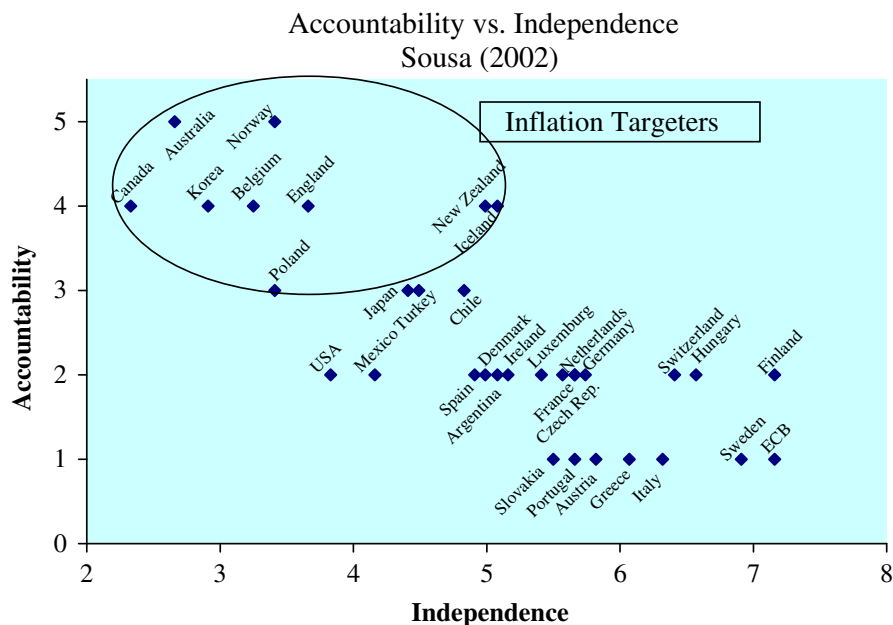 Accountability vs. Independence
Sousa (2002)
Inflation Targeters
Accountability
5
4
3
2
1
0
Canada
Australia
Norway
Korea
Belgium
England
New Zealand
Iceland
Poland
Japan
Mexico
Turkey
Chile
USA
Spain
Denmark
Argentina
Ireland
Luxemburg
Netherlands
France
Czech Rep.
Germany
Switzerland
Hungary
Finland
Slovakia
Portugal
Austria
Greece
Italy
Sweden
ECB
2
3
4
5
6
7
8
Independence